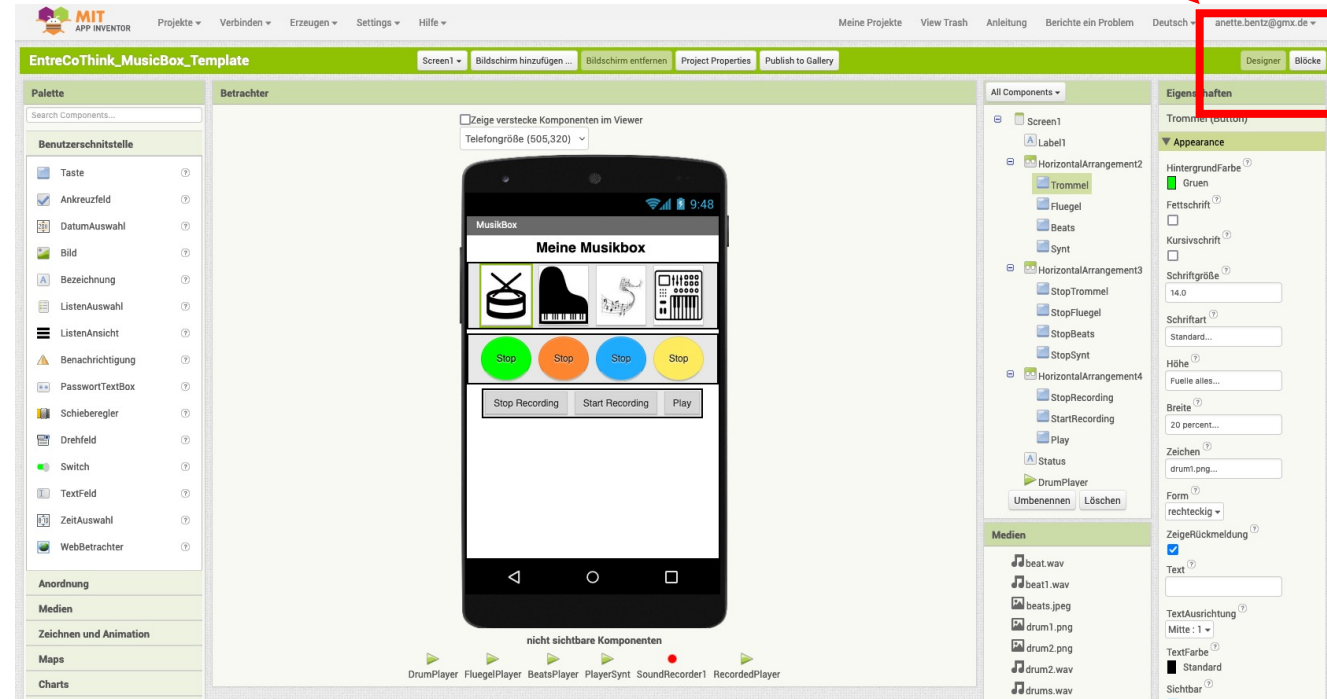 MIT
APP INVENTOR
Projekte Verbinden Erzeugen Settings Hilfe
Meine Projekte View Trash Anleitung Berichte ein Problem Deutsch anette.bentz@gmx.de
EntreCoThink_MusicBox_Template
Screen1 Bildschirm hinzufügen ... Bildschirm entfernen Project Properties Publish to Gallery
Designer Blöcke
Palette
Search Components...
Benutzerschnittstelle
Taste
Ankreuzfeld
DatumAuswahl
Bild
Bezeichnung
ListenAuswahl
ListenAnsicht
Benachrichtigung
PasswortTextBox
Schieberegler
Drehfeld
Switch
TextFeld
ZeitAuswahl
WebBetrachter
Anordnung
Medien
Zeichnen und Animation
Maps
Charts
Betrachter
Zeige verstecke Komponenten im Viewer
Telefongröße (505,320)
9:48
MusikBox
Meine Musikbox
Stop Stop Stop Stop
Stop Recording Start Recording Play
nicht sichtbare Komponenten
DrumPlayer FluegelPlayer BeatsPlayer PlayerSynt SoundRecorder1 RecordedPlayer
All Components
Screen1
Label1
HorizontalArrangement2
Trommel
Fluegel
Beats
Synt
HorizontalArrangement3
StopTrommel
StopFluegel
StopBeats
StopSynt
HorizontalArrangement4
StopRecording
StartRecording
Play
Status
DrumPlayer
Umbenennen Löschen
Medien
beat.wav
beat1.wav
beats.jpeg
drum1.png
drum2.png
drum2.wav
drums.wav
Eigenschaften
Trommel (Button)
Appearance
HintergrundFarbe
Gruen
Fettschrift
Kursivschrift
Schriftgröße
14.0
Schriftart
Standard...
Höhe
Fuelle alles...
Breite
20 percent...
Zeichen
drum1.png...
Form
rechteckig
ZeigeRückmeldung
Text
TextAusrichtung
Mitte : 1
TextFarbe
Standard
Sichtbar